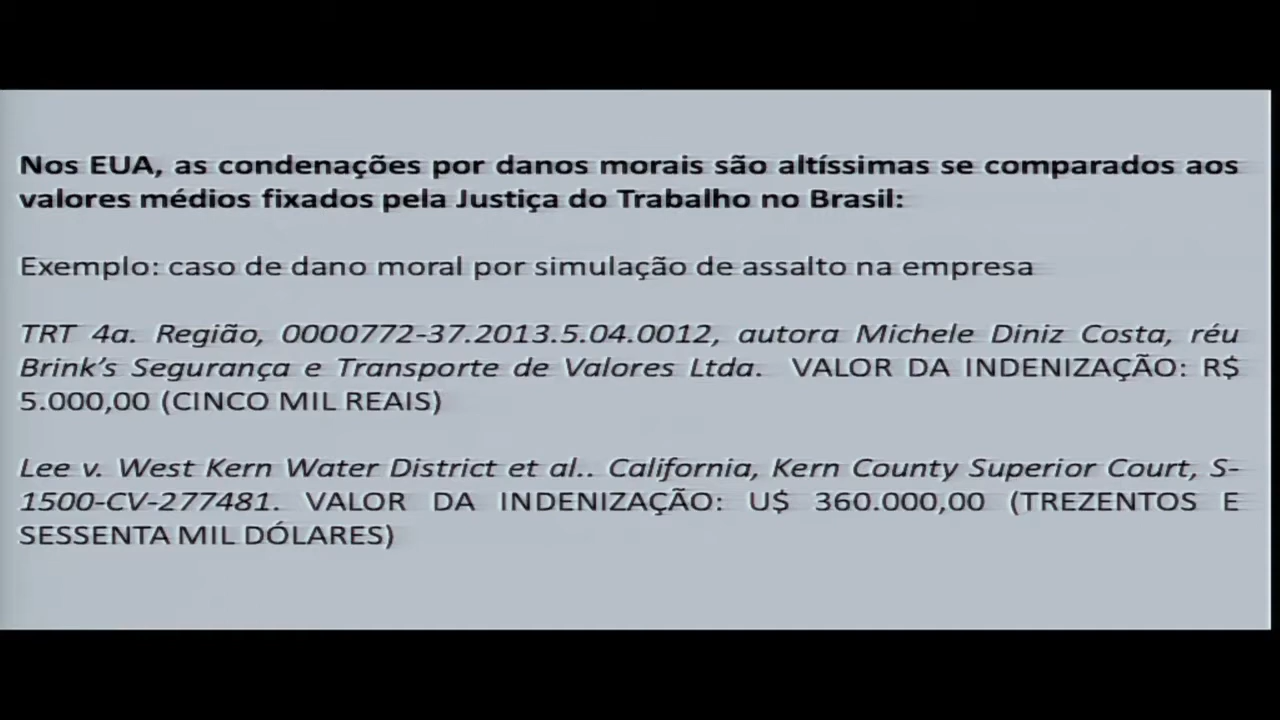 Nos EUA, as condenações por danos morais são altíssimas se comparados aos
valores médios fixados pela Justiça do Trabalho no Brasil:
Exemplo: caso de dano moral por simulação de assalto na empresa
TRT 4a. Região, 0000772-37.2013.5.04.0012, autora Michele Diniz Costa, réu
Brink's Segurança e Transporte de Valores Ltda. VALOR DA INDENIZAÇÃO: R$
5.000,00 (CINCO MIL REAIS)
Lee v. West Kern Water District et al.. California, Kern County Superior Court, S-
1500-CV-277481. VALOR DA INDENIZAÇÃO: U$ 360.000,00 (TREZENTOS E
SESSENTA MIL DÓLARES)